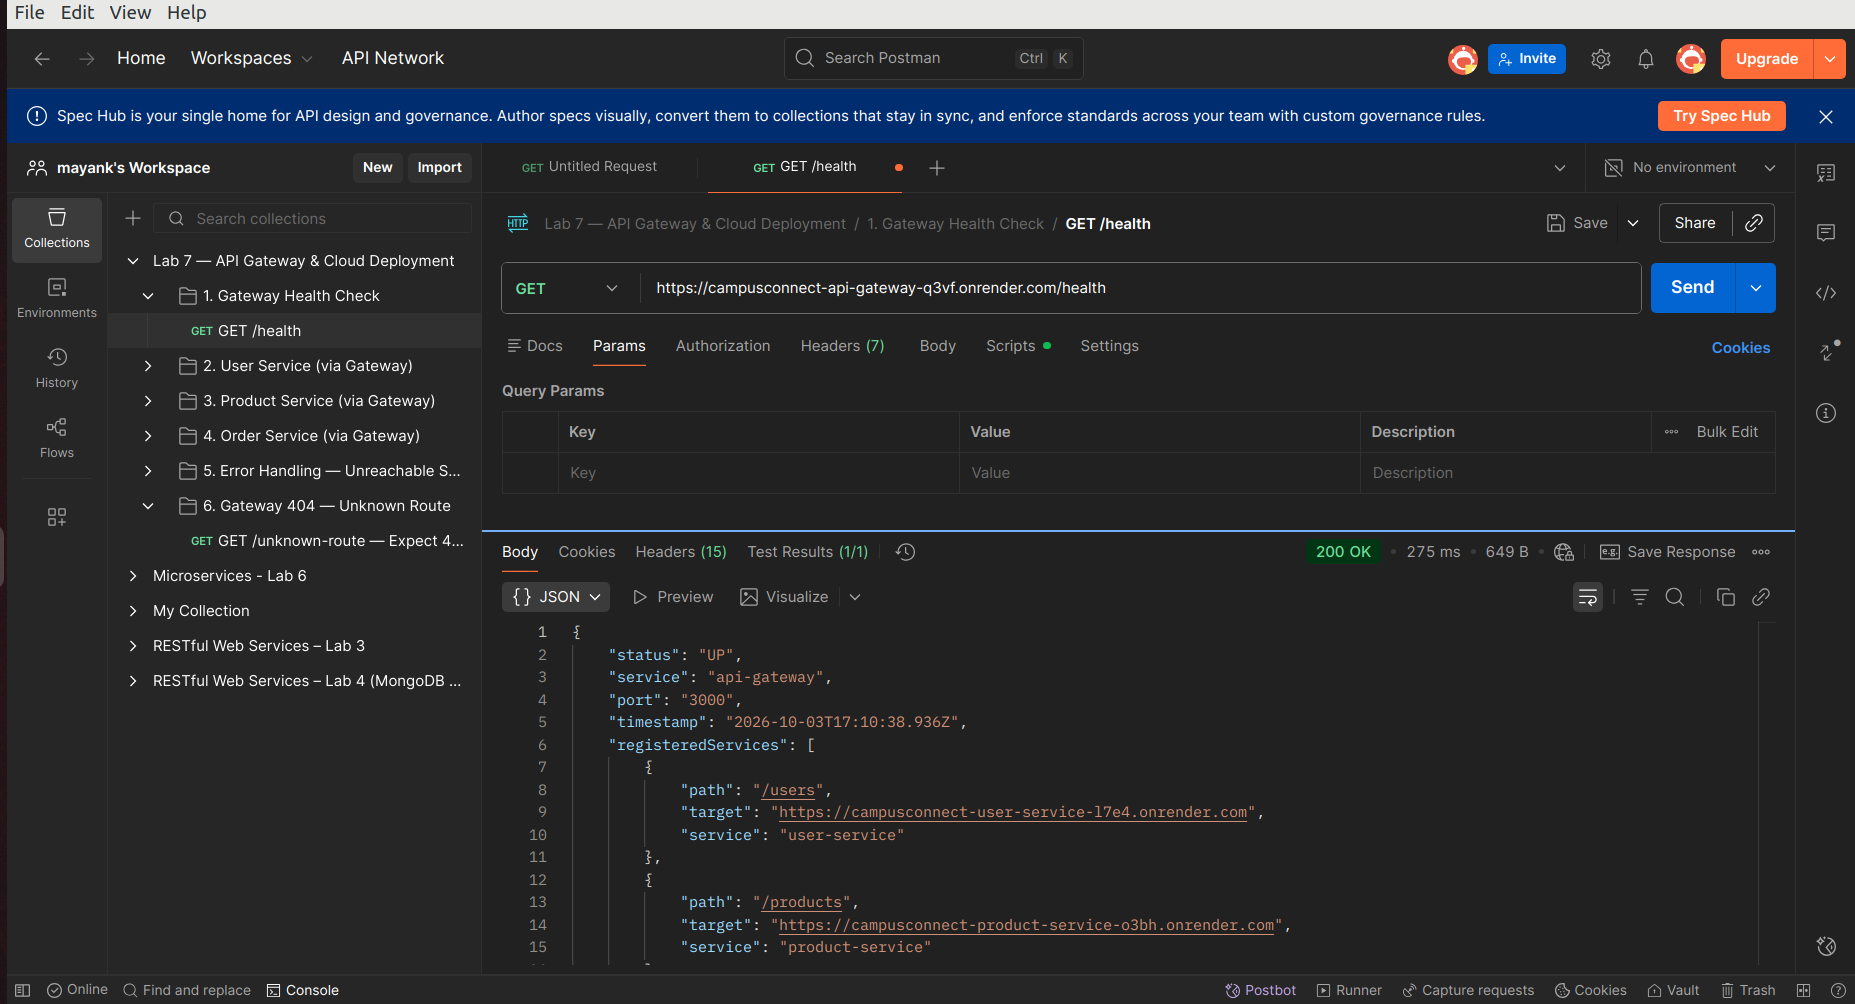 File Edit View Help
Home Workspaces API Network
Search Postman Ctrl K
Invite
Upgrade
Spec Hub is your single home for API design and governance. Author specs visually, convert them to collections that stay in sync, and enforce standards across your team with custom governance rules.
Try Spec Hub
mayank's Workspace
New Import
GET Untitled Request
GET GET /health
No environment
Collections
Environments
History
Flows
Search collections
Lab 7 — API Gateway & Cloud Deployment
1. Gateway Health Check
GET GET /health
2. User Service (via Gateway)
3. Product Service (via Gateway)
4. Order Service (via Gateway)
5. Error Handling — Unreachable S...
6. Gateway 404 — Unknown Route
GET GET /unknown-route — Expect 4...
Microservices - Lab 6
My Collection
RESTful Web Services – Lab 3
RESTful Web Services – Lab 4 (MongoDB ...
HTTP Lab 7 — API Gateway & Cloud Deployment / 1. Gateway Health Check / GET /health
Save Share
GET https://campusconnect-api-gateway-q3vf.onrender.com/health
Send
Docs Params Authorization Headers (7) Body Scripts Settings
Cookies
Query Params
Key Value Description Bulk Edit
Key Value Description
Body Cookies Headers (15) Test Results (1/1)
200 OK • 275 ms • 649 B • e.g. Save Response
{} JSON Preview Visualize
1 {
2 "status": "UP",
3 "service": "api-gateway",
4 "port": "3000",
5 "timestamp": "2026-10-03T17:10:38.936Z",
6 "registeredServices": [
7 {
8 "path": "/users",
9 "target": "https://campusconnect-user-service-l7e4.onrender.com",
10 "service": "user-service"
11 },
12 {
13 "path": "/products",
14 "target": "https://campusconnect-product-service-o3bh.onrender.com",
15 "service": "product-service"
Online Find and replace Console
Postbot Runner Capture requests Cookies Vault Trash